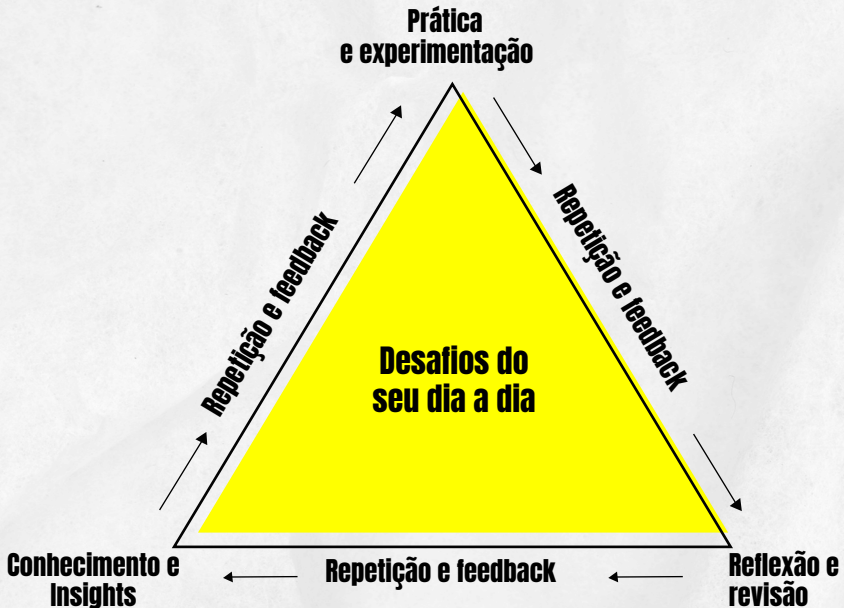 Prática
e experimentação
Repetição e feedback
Repetição e feedback
Desafios do
seu dia a dia
Conhecimento e
Insights
Repetição e feedback
Reflexão e
revisão